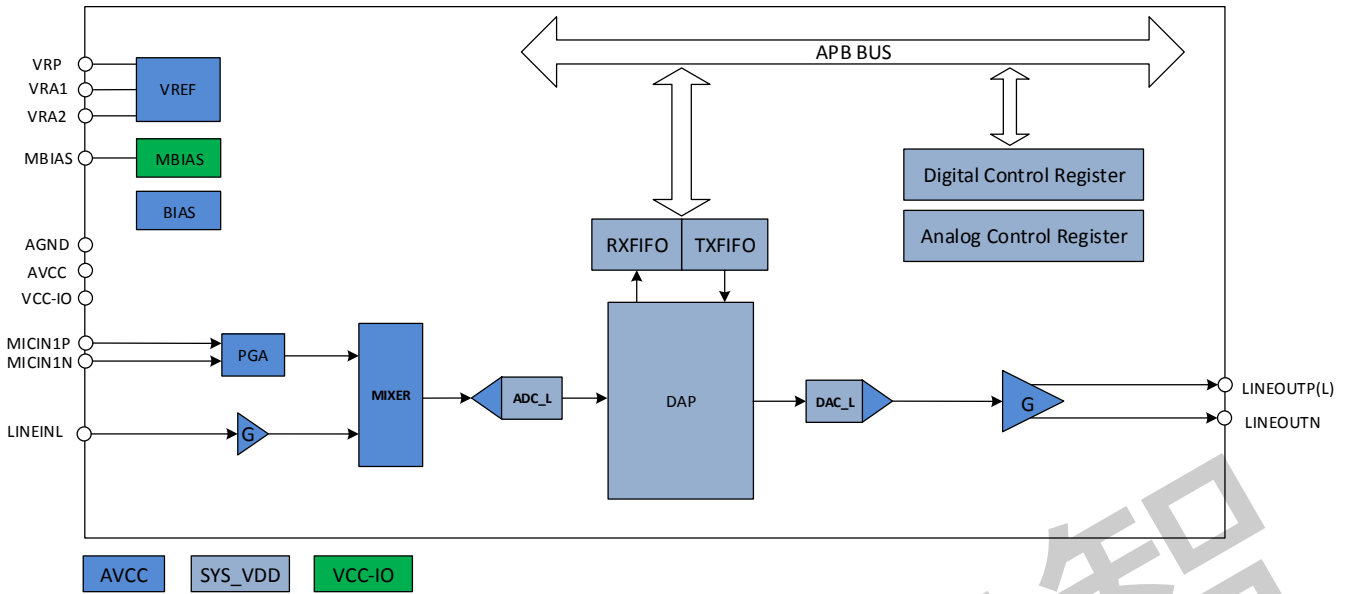 APB BUS
VRP
VRA1
VRA2
VREF
MBIAS
MBIAS
BIAS
Digital Control Register
Analog Control Register
AGND
AVCC
VCC-IO
RXFIFO
TXFIFO
MICIN1P
MICIN1N
PGA
MIXER
ADC_L
DAP
DAC_L
G
LINEOUTP(L)
LINEOUTN
LINEINL
G
AVCC
SYS_VDD
VCC-IO
智